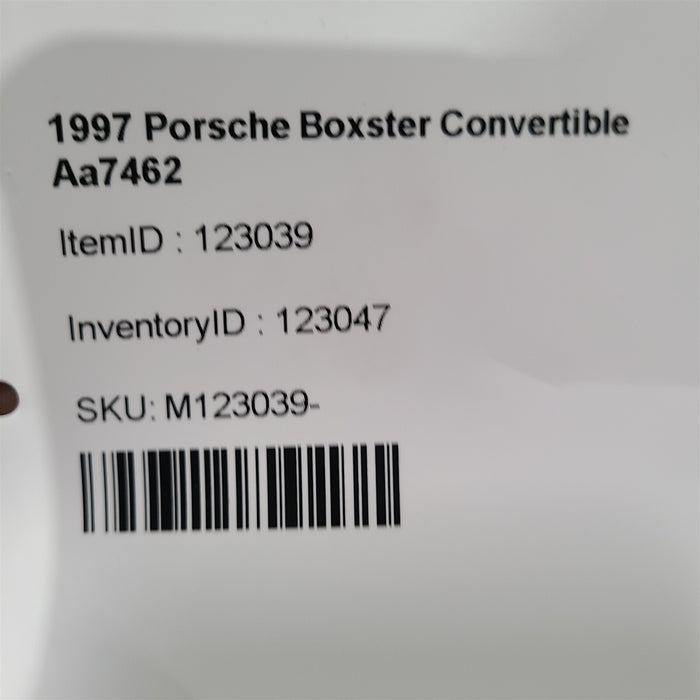 1997 Porsche Boxster Convertible
Aa7462
ItemID : 123039
InventoryID : 123047
SKU: M123039-